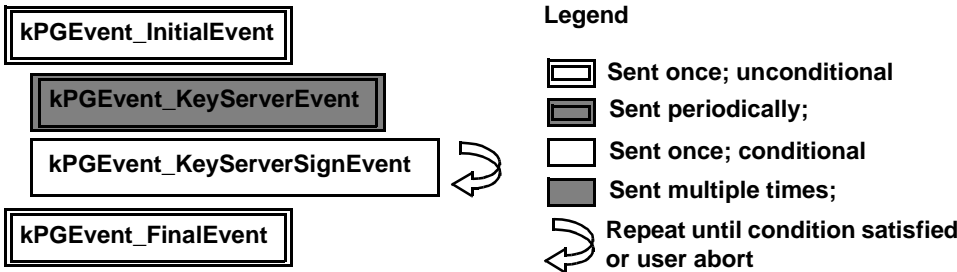 kPGEvent_InitialEvent
kPGEvent_KeyServerEvent
kPGEvent_KeyServerSignEvent
kPGEvent_FinalEvent
Legend
Sent once; unconditional
Sent periodically;
Sent once; conditional
Sent multiple times;
Repeat until condition satisfied
or user abort